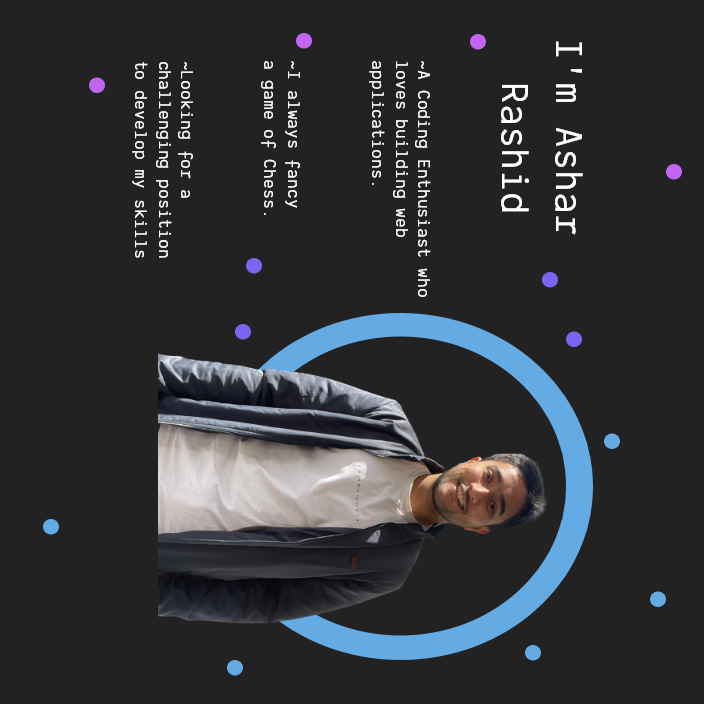 I'm Ashar
Rashid
~A Coding Enthusiast who
loves building web
applications.
~I always fancy
a game of Chess.
~Looking for a
challenging position
to develop my skills